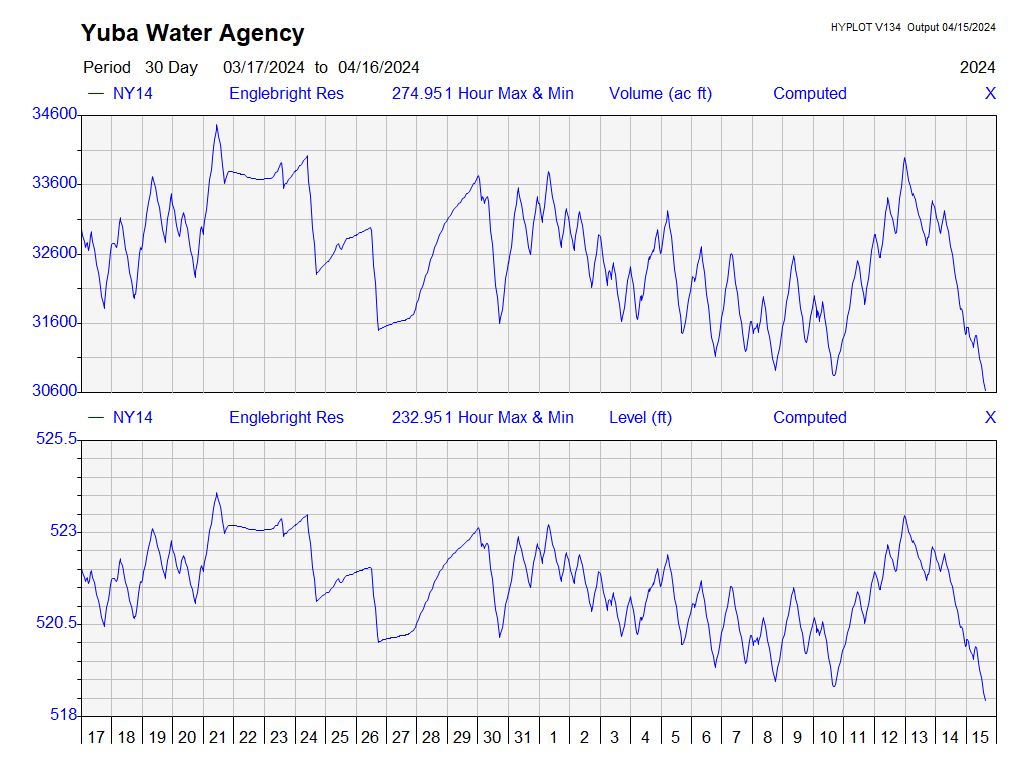 Yuba Water Agency
HYPLOT V134 Output 04/15/2024
Period 30 Day 03/17/2024 to 04/16/2024 2024
NY14 Englebright Res 274.951 Hour Max & Min Volume (ac ft) Computed X
34600
33600
32600
31600
30600
NY14 Englebright Res 232.951 Hour Max & Min Level (ft) Computed X
525.5
523
520.5
518
17 18 19 20 21 22 23 24 25 26 27 28 29 30 31 1 2 3 4 5 6 7 8 9 10 11 12 13 14 15